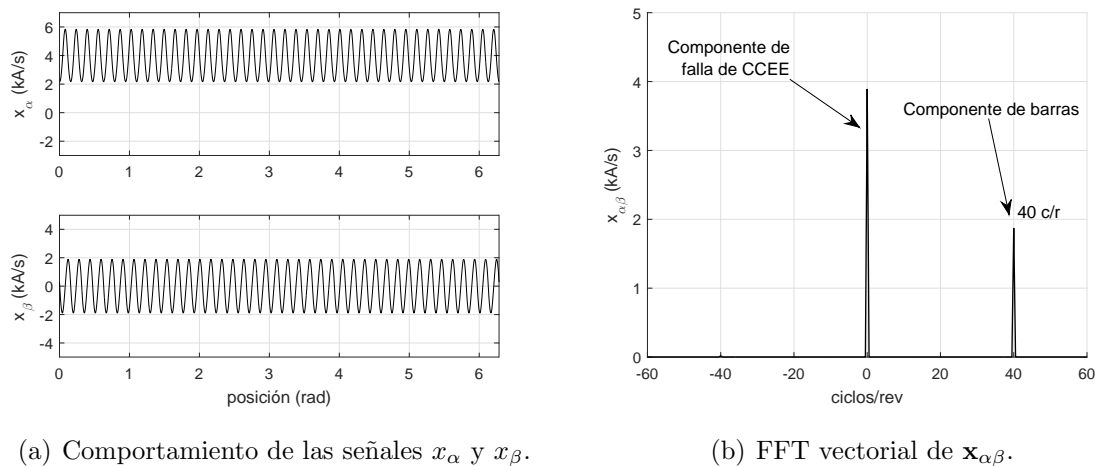 6
4
2
0
-2
x_α (kA/s)
0 1 2 3 4 5 6
4
2
0
-2
-4
x_β (kA/s)
0 1 2 3 4 5 6
posición (rad)
(a) Comportamiento de las señales x_α y x_β.
5
4
3
2
1
0
x_αβ (kA/s)
Componente de
falla de CCEE
Componente de barras
40 c/r
-60 -40 -20 0 20 40 60
ciclos/rev
(b) FFT vectorial de x_αβ.